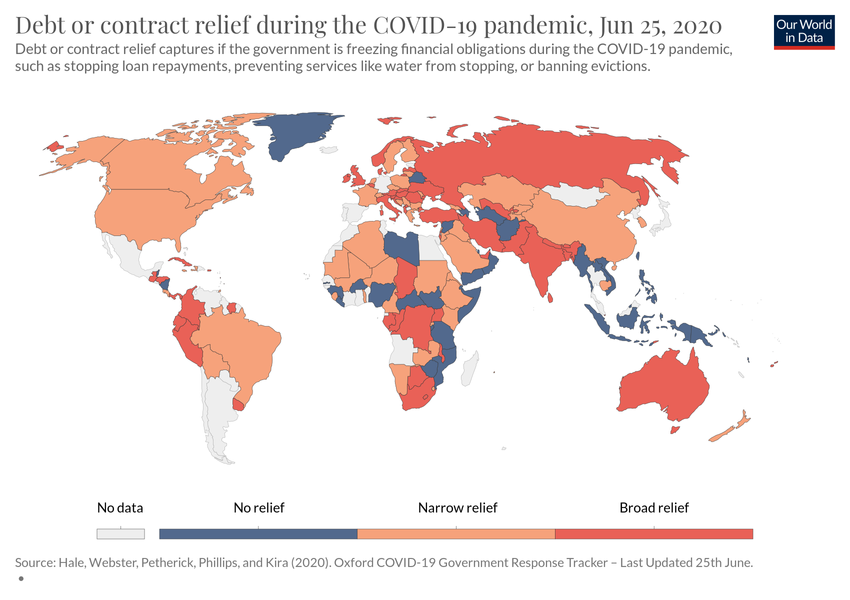 Debt or contract relief during the COVID-19 pandemic, Jun 25, 2020
Our World
in Data
Debt or contract relief captures if the government is freezing financial obligations during the COVID-19 pandemic,
such as stopping loan repayments, preventing services like water from stopping, or banning evictions.
No data
No relief
Narrow relief
Broad relief
Source: Hale, Webster, Petherick, Phillips, and Kira (2020). Oxford COVID-19 Government Response Tracker – Last Updated 25th June.
•